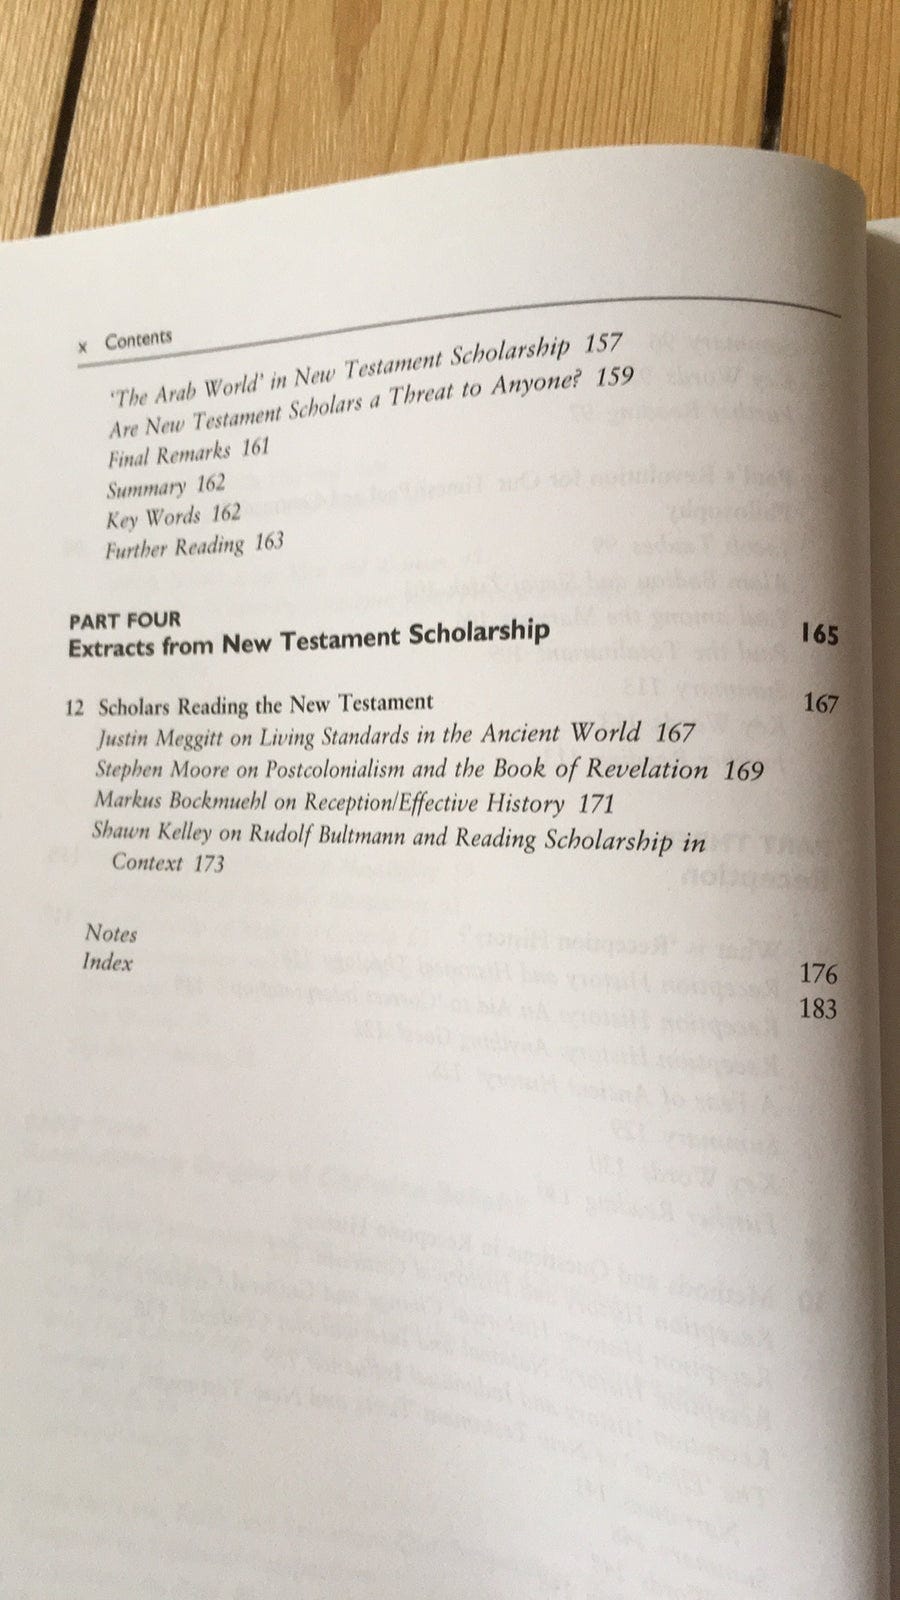 x Contents
'The Arab World' in New Testament Scholarship 157
Are New Testament Scholars a Threat to Anyone? 159
Final Remarks 161
Summary 162
Key Words 162
Further Reading 163
PART FOUR
Extracts from New Testament Scholarship 165
12 Scholars Reading the New Testament 167
Justin Meggitt on Living Standards in the Ancient World 167
Stephen Moore on Postcolonialism and the Book of Revelation 169
Markus Bockmuehl on Reception/Effective History 171
Shawn Kelley on Rudolf Bultmann and Reading Scholarship in
Context 173
Notes 176
Index 183